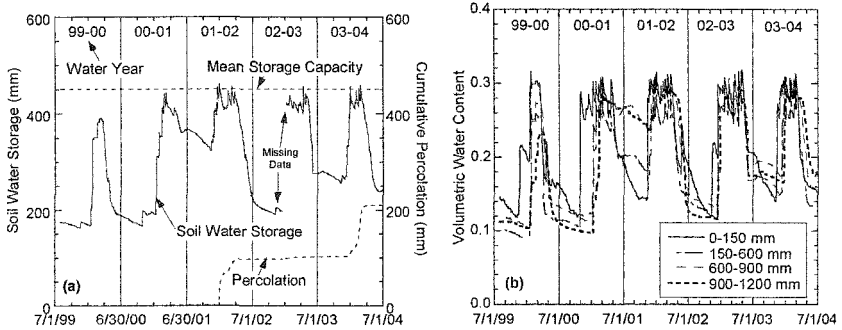 600
400
200
0
Soil Water Storage (mm)
99-00
00-01
01-02
02-03
03-04
Water Year
Mean Storage Capacity
Missing
Data
Soil Water Storage
Percolation
(a)
600
500
400
300
200
100
0
Cumulative Percolation (mm)
7/1/99
6/30/00
6/30/01
7/1/02
7/1/03
7/1/04
0.4
0.3
0.2
0.1
0.0
Volumetric Water Content
99-00
00-01
01-02
02-03
03-04
(b)
0-150 mm
150-600 mm
600-900 mm
900-1200 mm
7/1/99
7/1/00
7/1/01
7/1/02
7/1/03
7/1/04